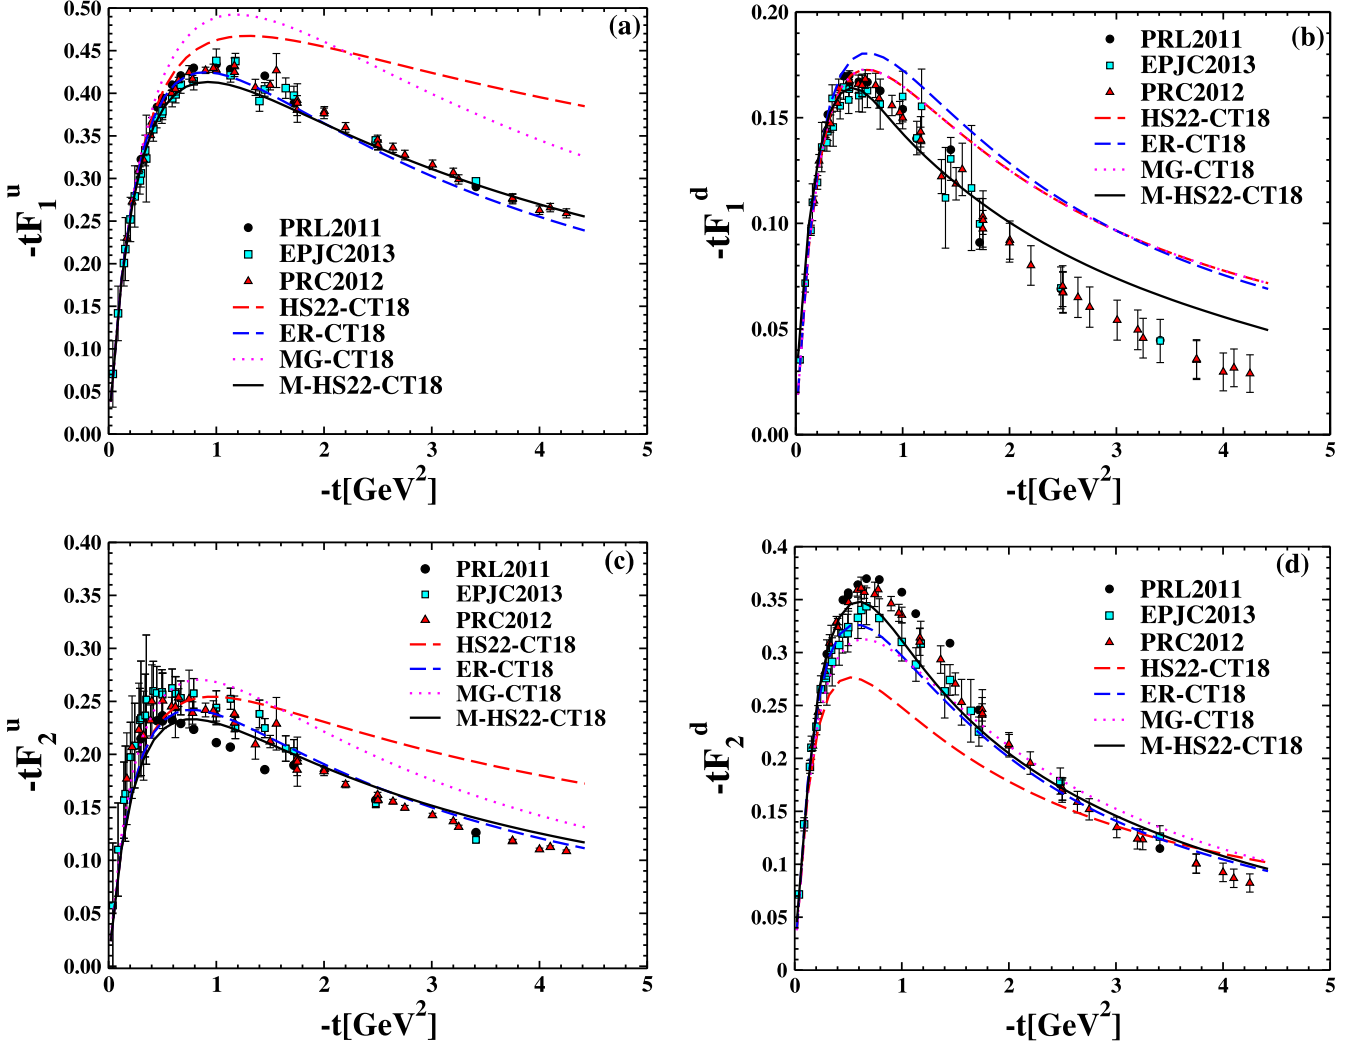 (a)
0.50
0.45
0.40
0.35
0.30
0.25
0.20
0.15
0.10
0.05
0.00
-tF₁ᵘ
PRL2011
EPJC2013
PRC2012
HS22-CT18
ER-CT18
MG-CT18
M-HS22-CT18
0 1 2 3 4 5
-t[GeV²]
(b)
0.20
0.15
0.10
0.05
0.00
-tF₁ᵈ
PRL2011
EPJC2013
PRC2012
HS22-CT18
ER-CT18
MG-CT18
M-HS22-CT18
0 1 2 3 4 5
-t[GeV²]
(c)
0.40
0.35
0.30
0.25
0.20
0.15
0.10
0.05
0.00
-tF₂ᵘ
PRL2011
EPJC2013
PRC2012
HS22-CT18
ER-CT18
MG-CT18
M-HS22-CT18
0 1 2 3 4 5
-t[GeV²]
(d)
0.4
0.35
0.3
0.25
0.2
0.15
0.1
0.05
0
-tF₂ᵈ
PRL2011
EPJC2013
PRC2012
HS22-CT18
ER-CT18
MG-CT18
M-HS22-CT18
0 1 2 3 4 5
-t[GeV²]